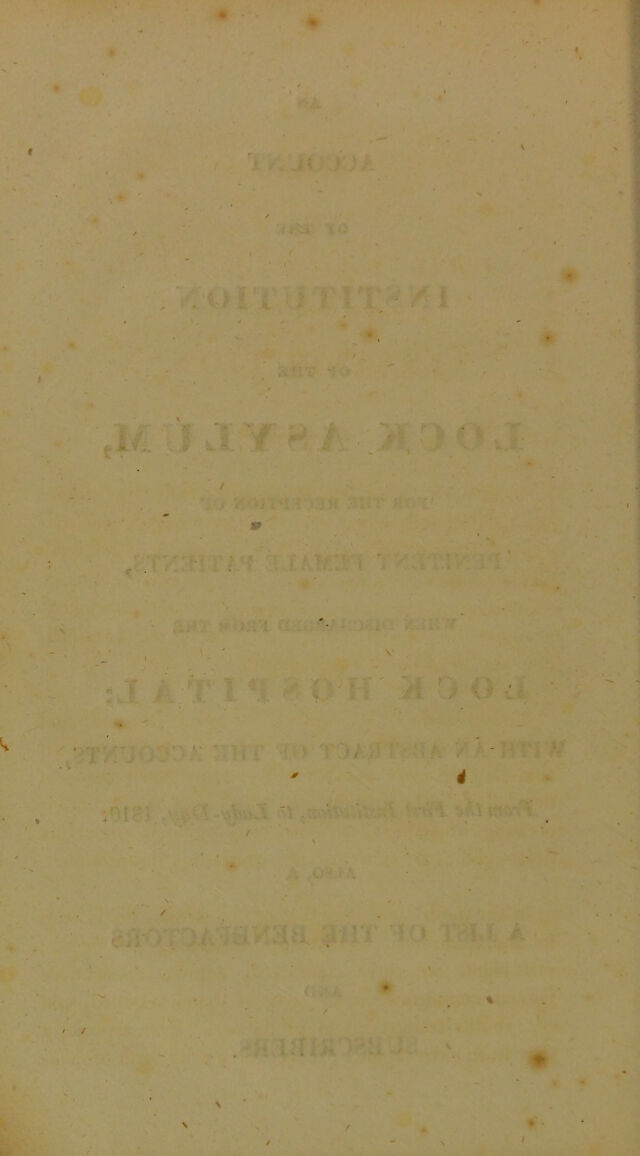 AN
ACCOUNT
OF THE
INSTITUTION
OF THE
LOCK ASYLUM,
FOR THE RECEPTION OF
PENITENT FEMALE PATIENTS,
WHEN DISCHARGED FROM THE
LOCK HOSPITAL;
WITH AN ABSTRACT OF THE ACCOUNTS,
From the First Institution, to Lady-Day, 1810:
ALSO, A
A LIST OF THE BENEFACTORS
AND
SUBSCRIBERS.